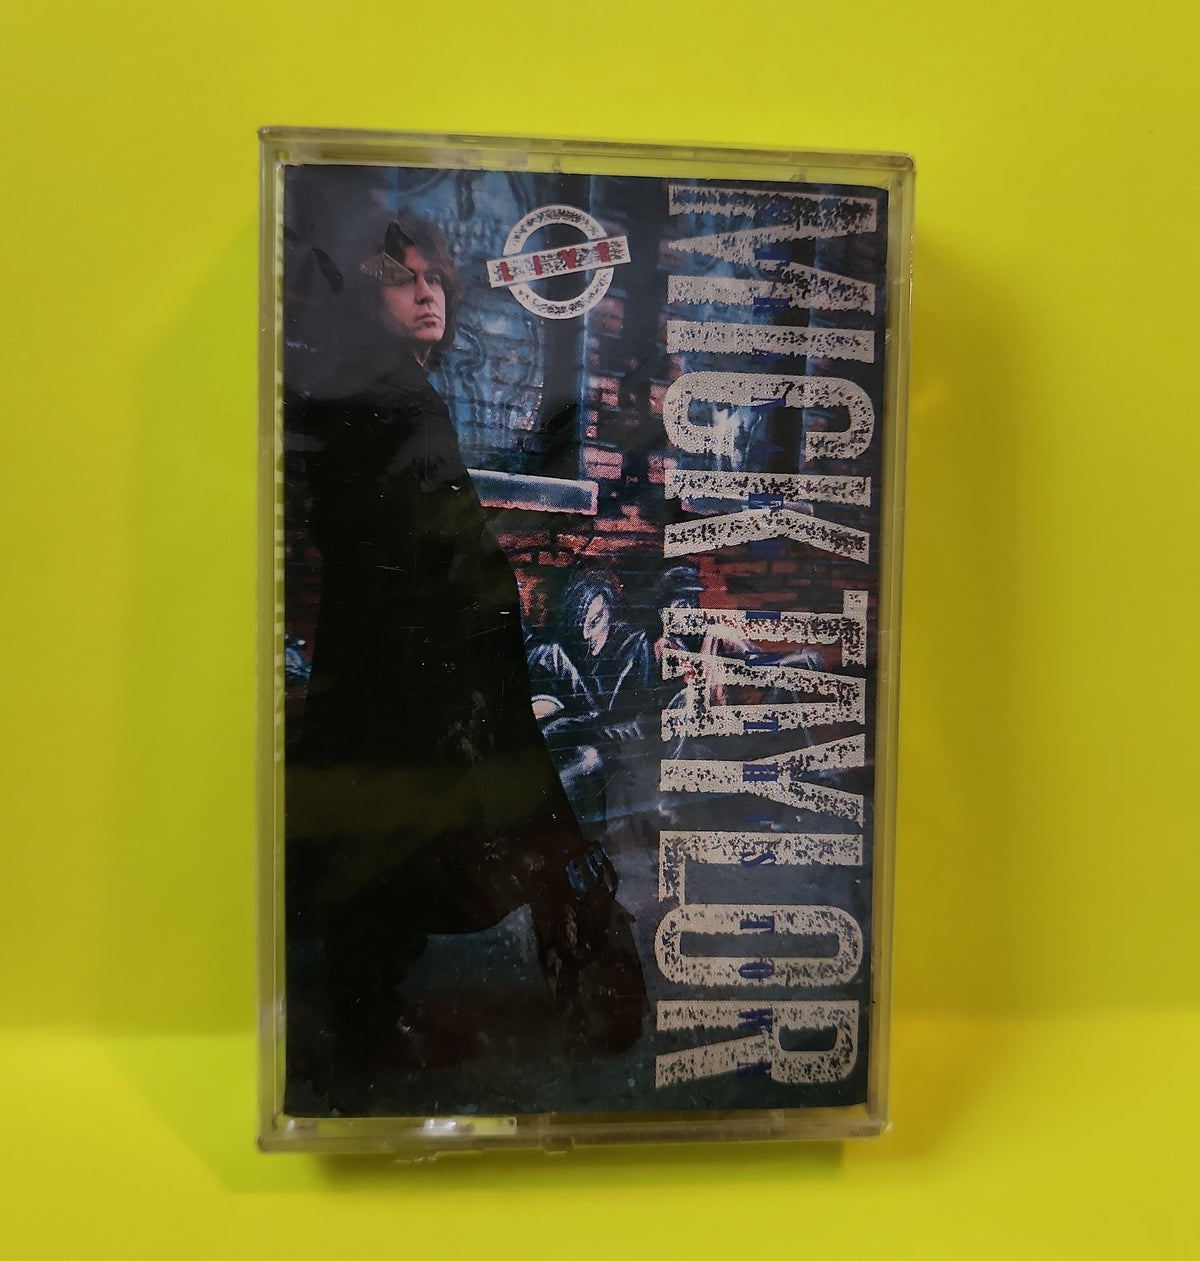 LIVE
MICK TAYLOR
STRANGER IN THIS TOWN